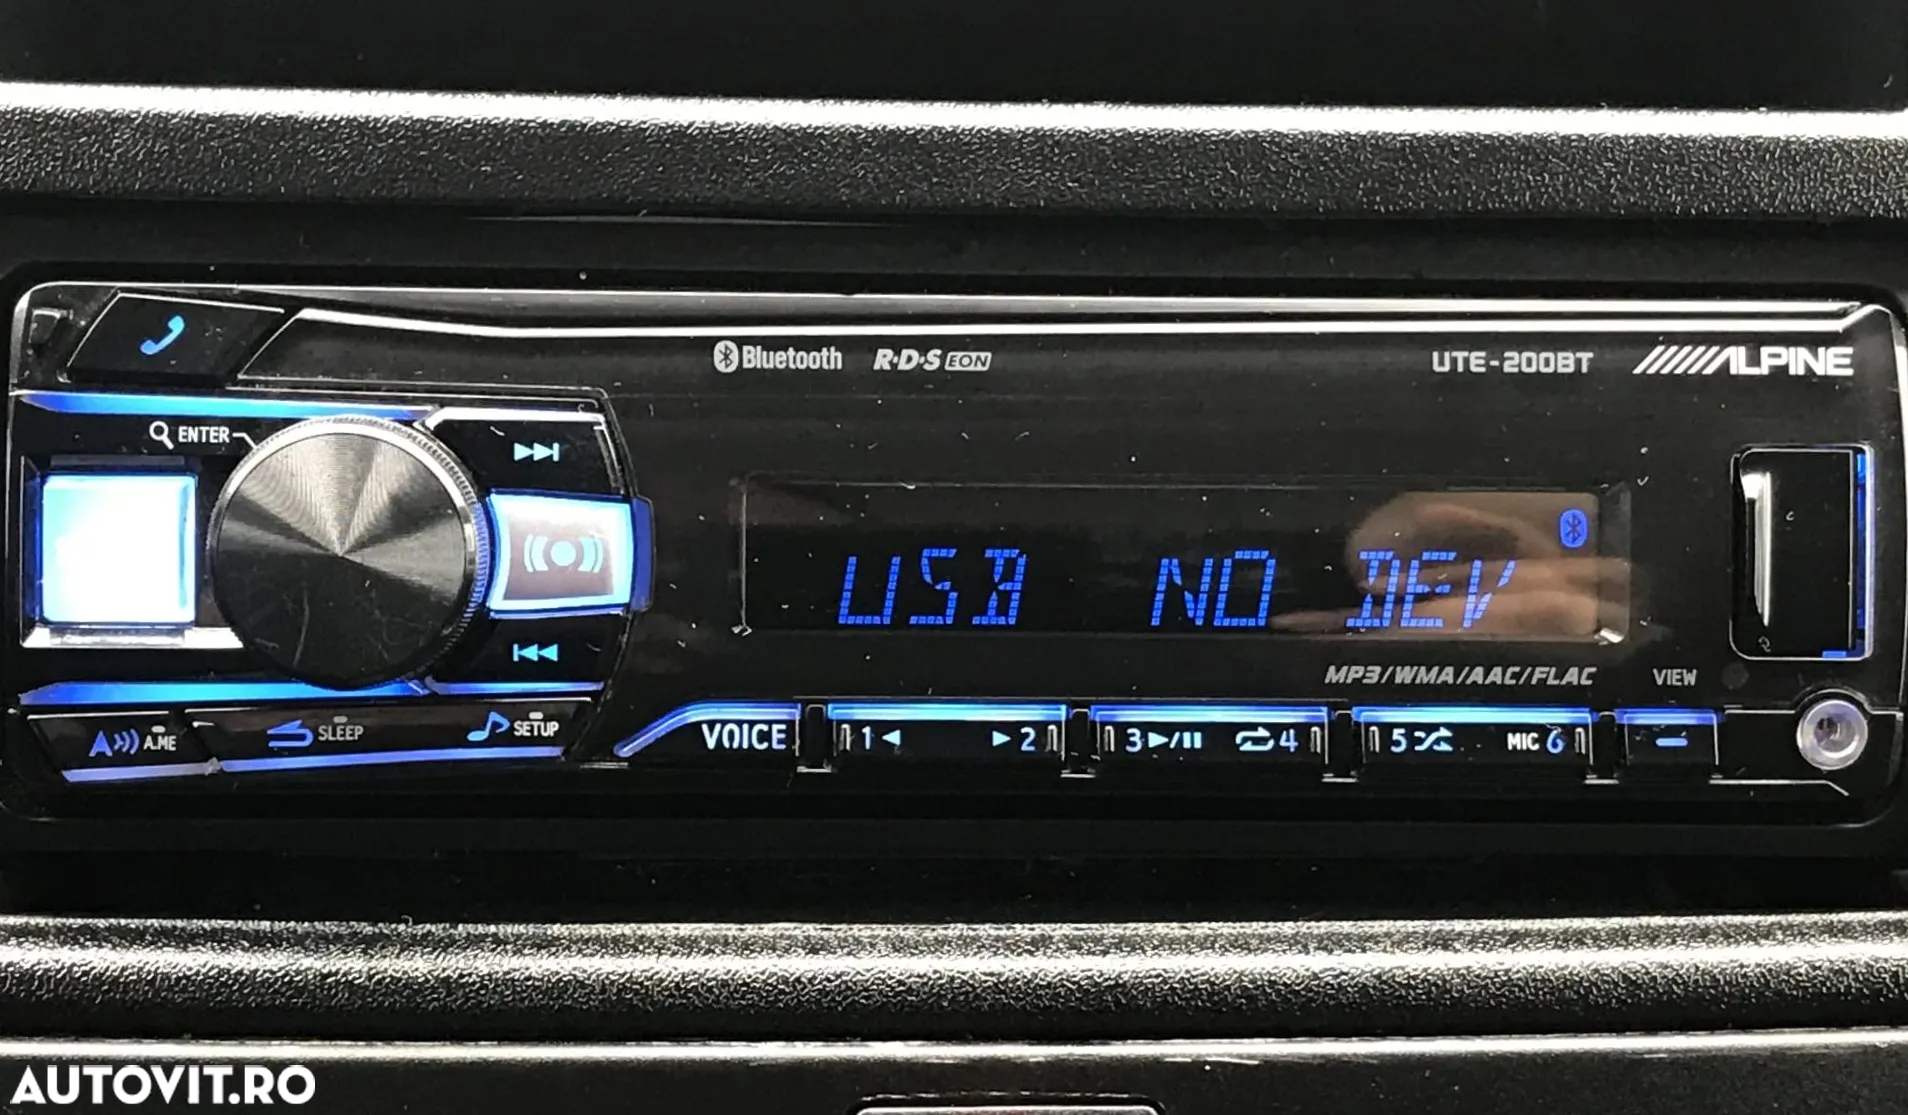 Bluetooth R·D·S EON UTE-200BT ALPINE
ENTER
USB NO DEV
MP3/WMA/AAC/FLAC VIEW
A A.ME SLEEP SETUP VOICE 1 2 3 4 5 MIC 6
AUTOVIT.RO